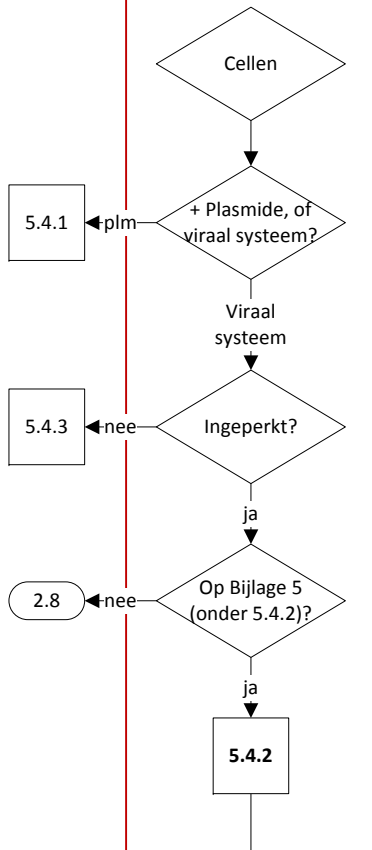 Cellen
+ Plasmide, of
viraal systeem?
plm
5.4.1
Viraal
systeem
Ingeperkt?
nee
5.4.3
ja
Op Bijlage 5
(onder 5.4.2)?
nee
2.8
ja
5.4.2